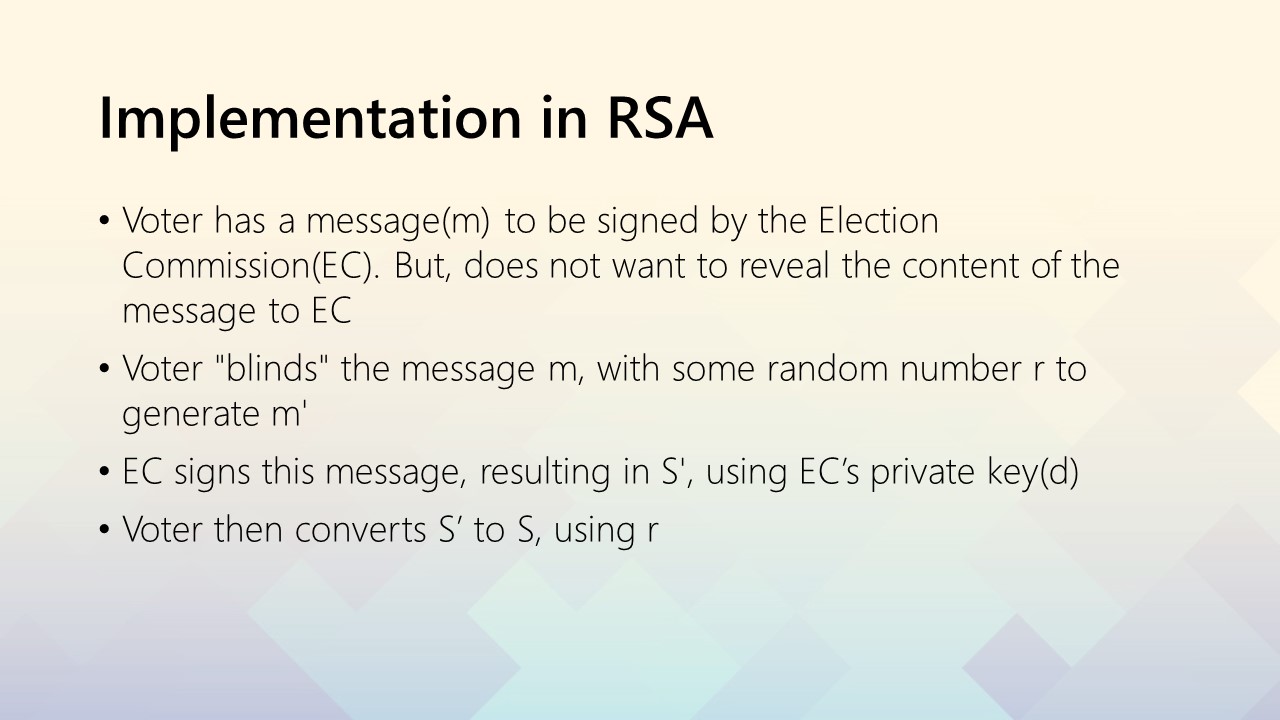 Implementation in RSA
• Voter has a message(m) to be signed by the Election
Commission(EC). But, does not want to reveal the content of the
message to EC
• Voter "blinds" the message m, with some random number r to
generate m'
• EC signs this message, resulting in S', using EC’s private key(d)
• Voter then converts S’ to S, using r